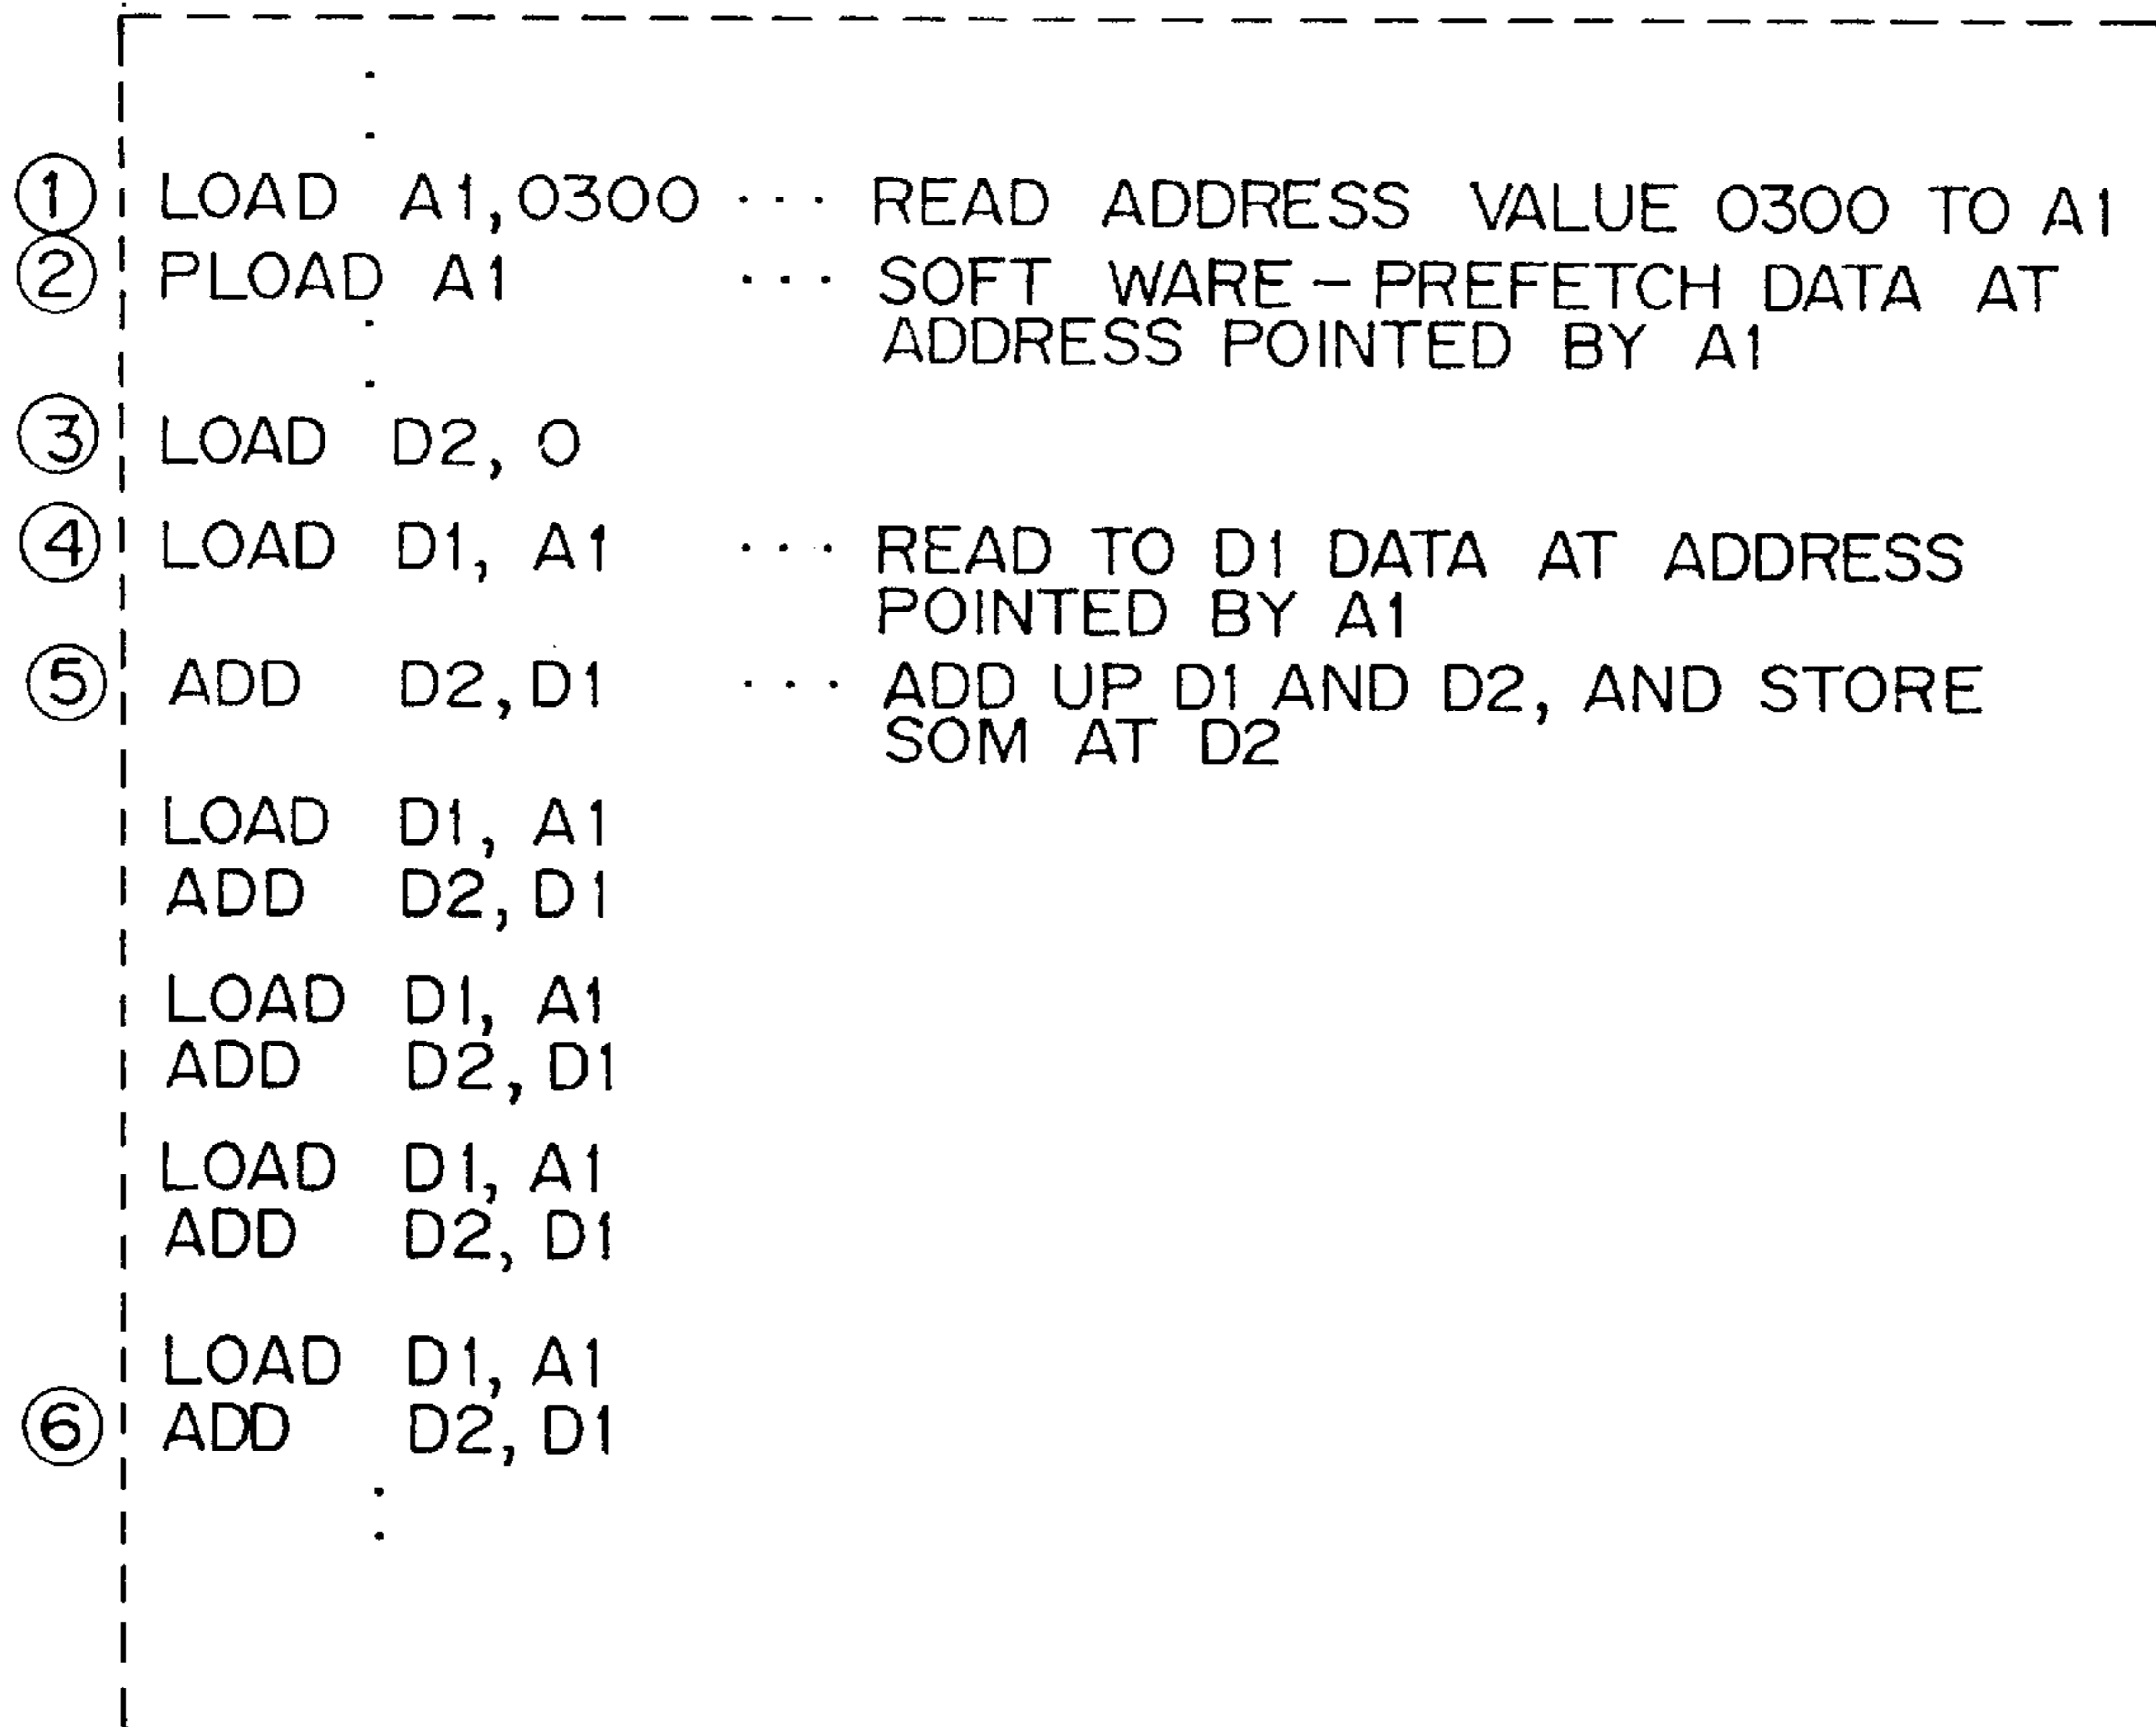 ① LOAD A1,0300 ... READ ADDRESS VALUE 0300 TO A1
② PLOAD A1 ... SOFT WARE-PREFETCH DATA AT
ADDRESS POINTED BY A1
③ LOAD D2, 0
④ LOAD D1, A1 ... READ TO D1 DATA AT ADDRESS
POINTED BY A1
⑤ ADD D2, D1 ... ADD UP D1 AND D2, AND STORE
SOM AT D2
LOAD D1, A1
ADD D2, D1
LOAD D1, A1
ADD D2, D1
LOAD D1, A1
ADD D2, D1
LOAD D1, A1
⑥ ADD D2, D1